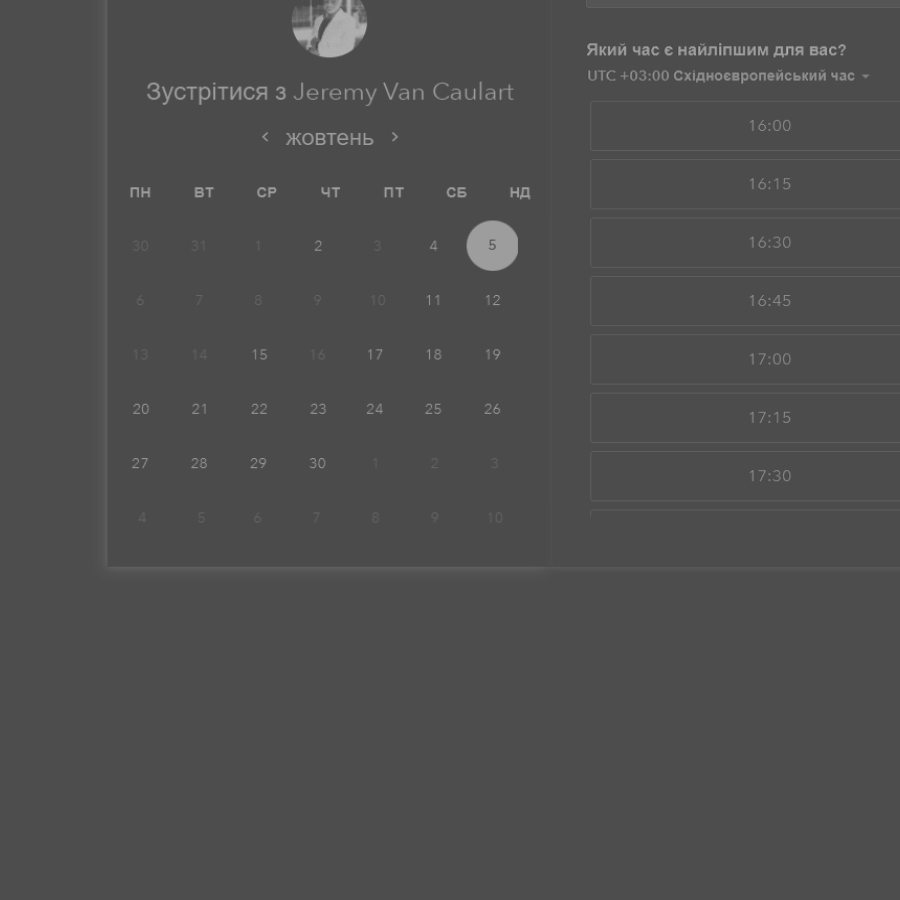 Зустрітися з Jeremy Van Caulart
жовтень
ПН ВТ СР ЧТ ПТ СБ НД
30 31 1 2 3 4 5
6 7 8 9 10 11 12
13 14 15 16 17 18 19
20 21 22 23 24 25 26
27 28 29 30 1 2 3
4 5 6 7 8 9 10
Який час є найліпшим для вас?
UTC +03:00 Східноєвропейський час
16:00
16:15
16:30
16:45
17:00
17:15
17:30